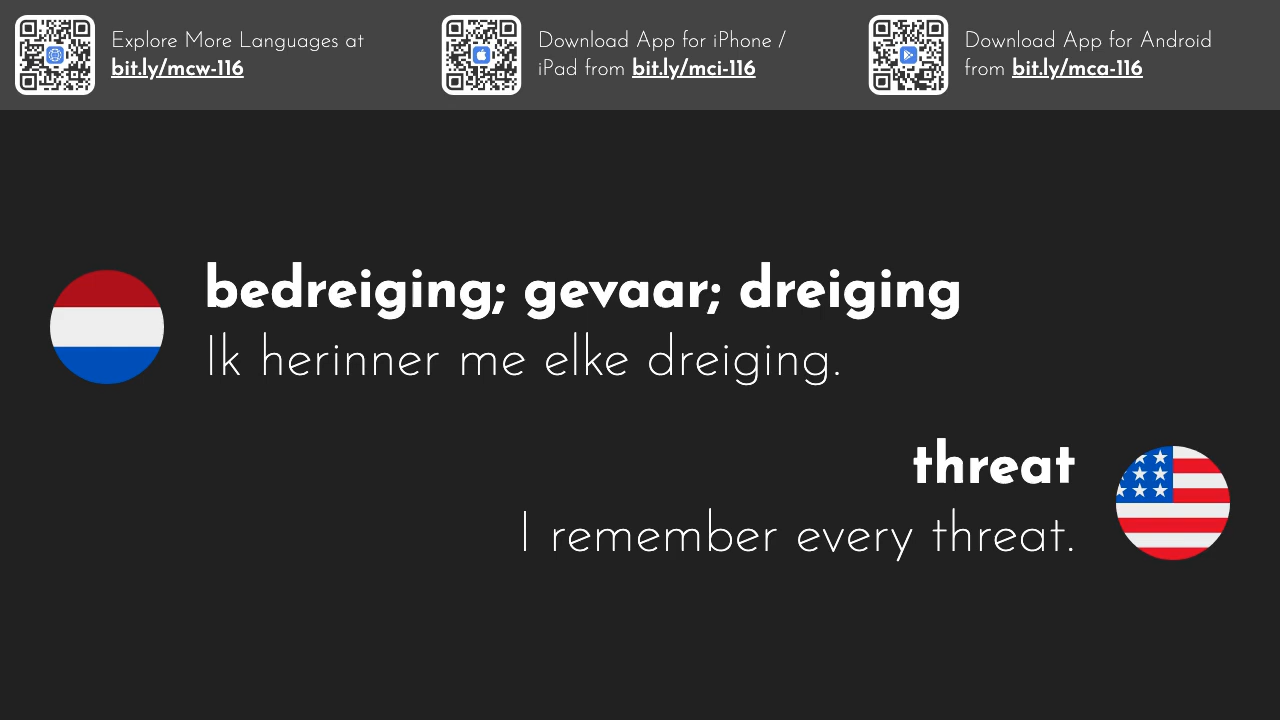 Explore More Languages at
bit.ly/mcw-116
Download App for iPhone /
iPad from bit.ly/mci-116
Download App for Android
from bit.ly/mca-116
bedreiging; gevaar; dreiging
Ik herinner me elke dreiging.
threat
I remember every threat.